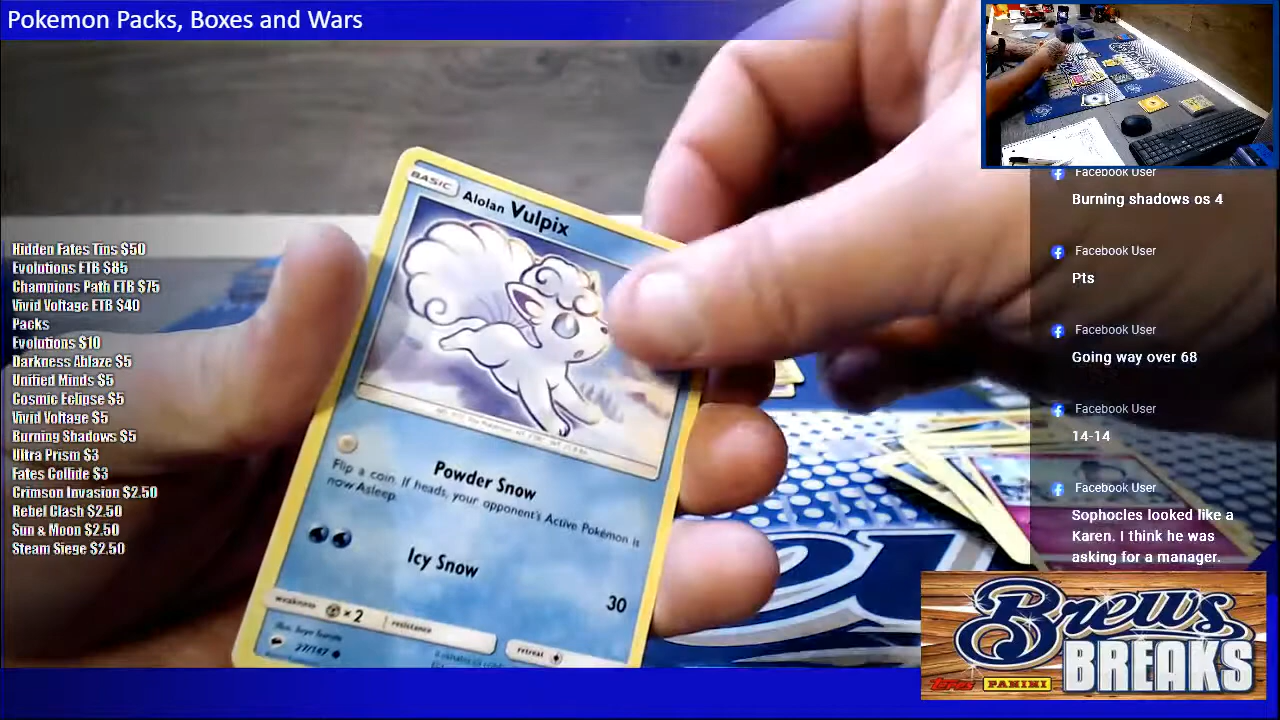 Pokemon Packs, Boxes and Wars
Hidden Fates Tins $50
Evolutions ETB $85
Champions Path ETB $75
Vivid Voltage ETB $40
Packs
Evolutions $10
Darkness Ablaze $5
Unified Minds $5
Cosmic Eclipse $5
Vivid Voltage $5
Burning Shadows $5
Ultra Prism $3
Fates Collide $3
Crimson Invasion $2.50
Rebel Clash $2.50
Sun & Moon $2.50
Steam Siege $2.50
BASIC
Alolan Vulpix
Powder Snow
Flip a coin. If heads, your opponent's Active Pokémon is
now Asleep.
Icy Snow
30
weakness
×2
resistance
retreat
27/147
Facebook User
Burning shadows os 4
Facebook User
Pts
Facebook User
Going way over 68
Facebook User
14-14
Facebook User
Sophocles looked like a
Karen. I think he was
asking for a manager.
Brews
BREAKS
Topps
PANINI